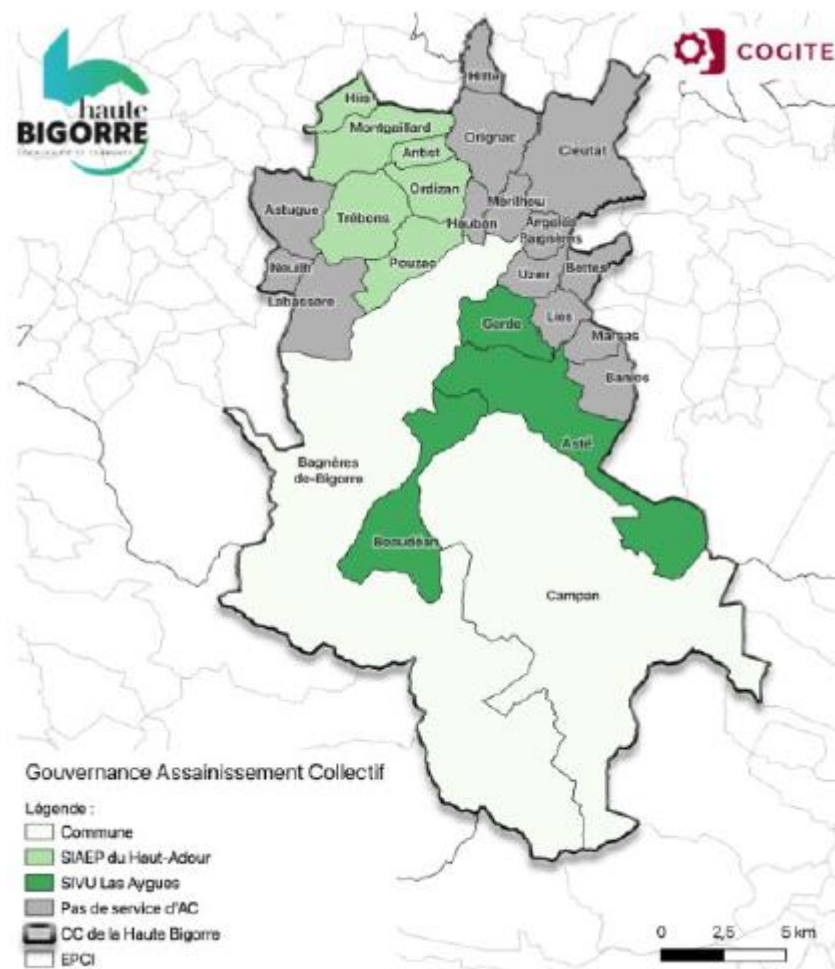 haute
BIGORRE
COGITE
Hitte
Hiis
Montgaillard
Orignac
Antist
Cieutat
Ordizan
Mérilheu
Astugue
Trébons
Hauban
Argelès
Bagnères
Pouzac
Neuilh
Uzer
Bettes
Labassère
Gerde
Lies
Marsas
Banios
Asté
Bagnères
de-Bigorre
Beaudéan
Campan
Gouvernance Assainissement Collectif
Légende :
Commune
SIAEP du Haut-Adour
SIVU Las Aygues
Pas de service d'AC
CC de la Haute Bigorre
EPCI
0 2,5 5 km